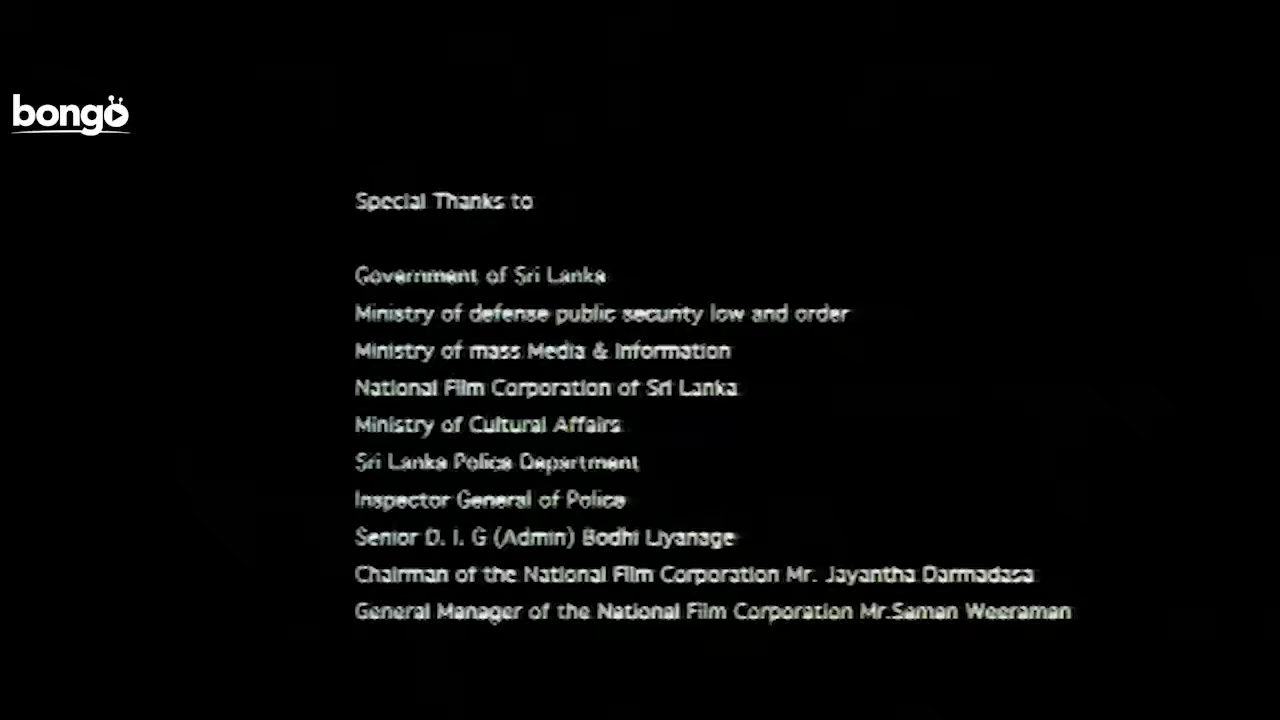 bongo
Special Thanks to
Government of Sri Lanka
Ministry of defense public security low and order
Ministry of mass Media & Information
National Film Corporation of Sri Lanka
Ministry of Cultural Affairs
Sri Lanka Police Department
Inspector General of Police
Senior D. I. G (Admin) Bodhi Liyanage
Chairman of the National Film Corporation Mr. Jayantha Darmadasa
General Manager of the National Film Corporation Mr.Saman Weeraman